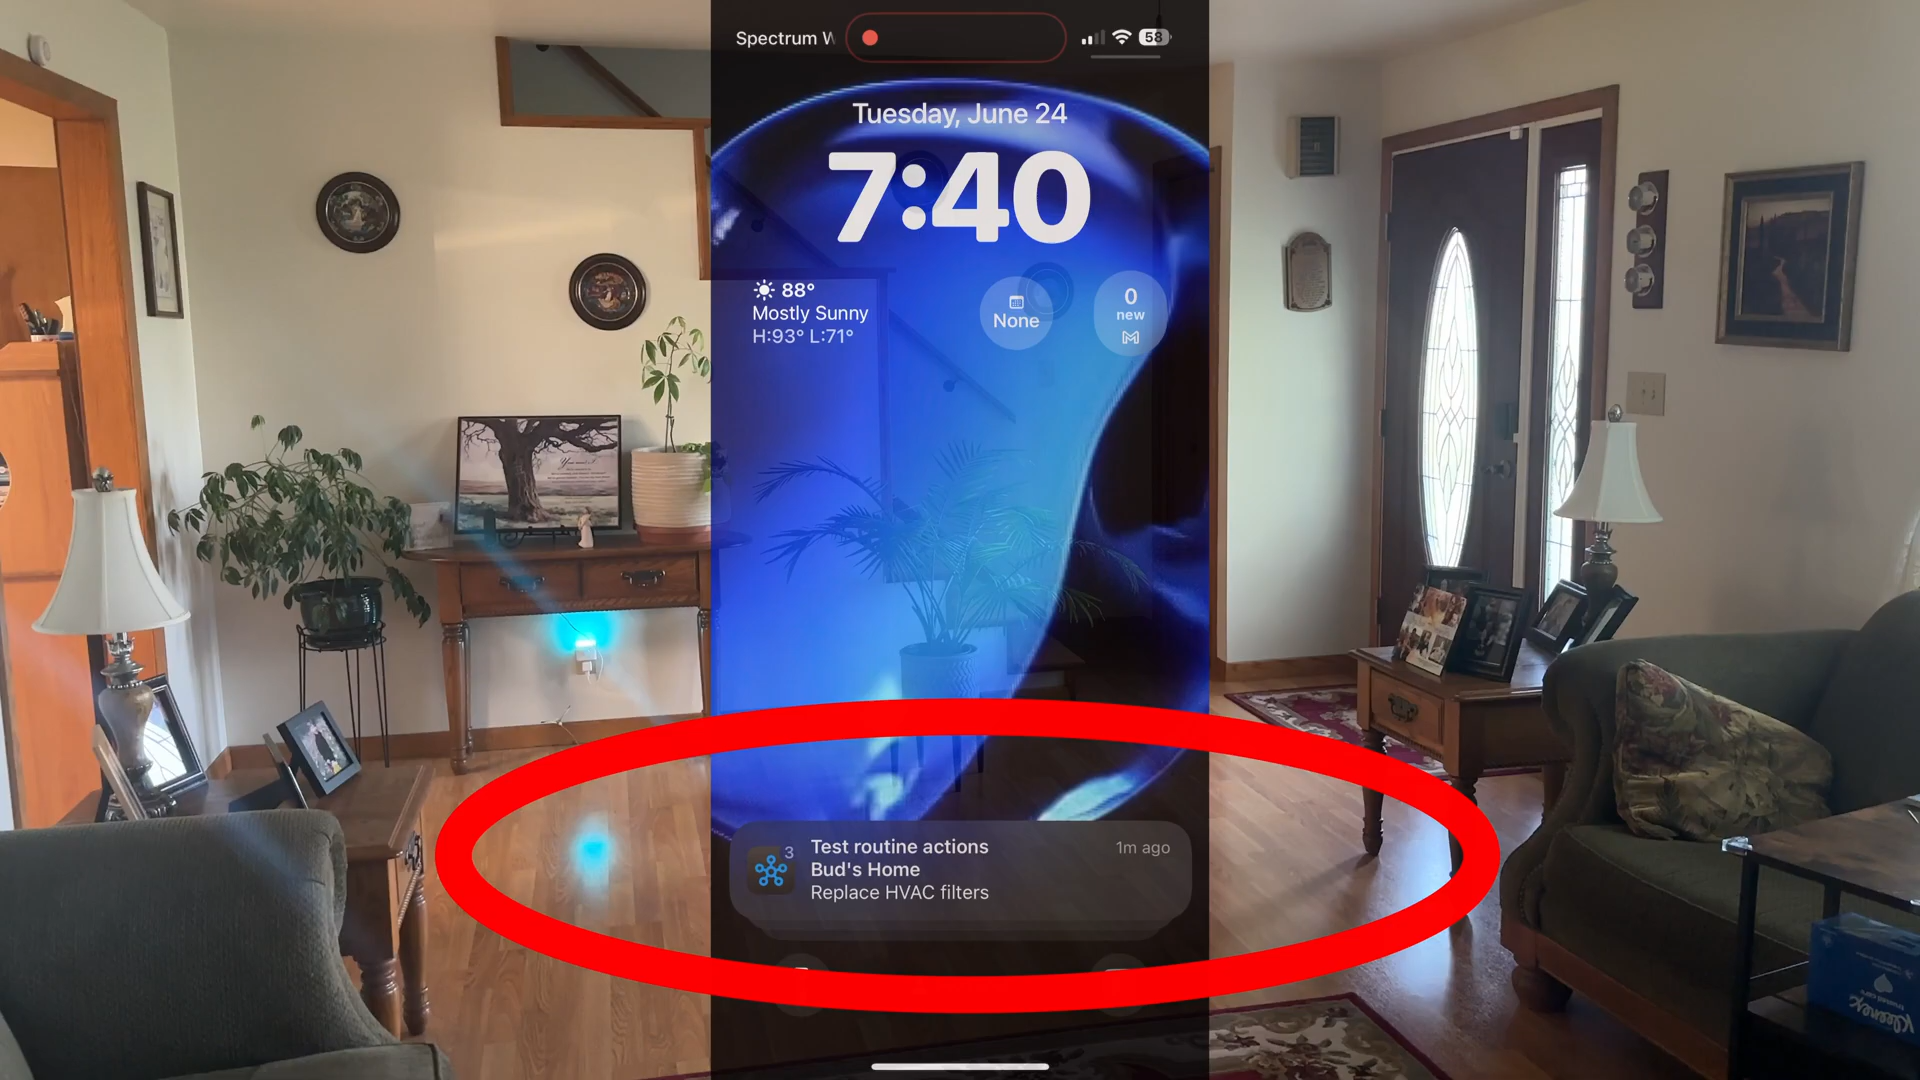 Spectrum W
58
Tuesday, June 24
7:40
88°
Mostly Sunny
H:93° L:71°
None
0
new
3
Test routine actions
1m ago
Bud's Home
Replace HVAC filters
Kleenex